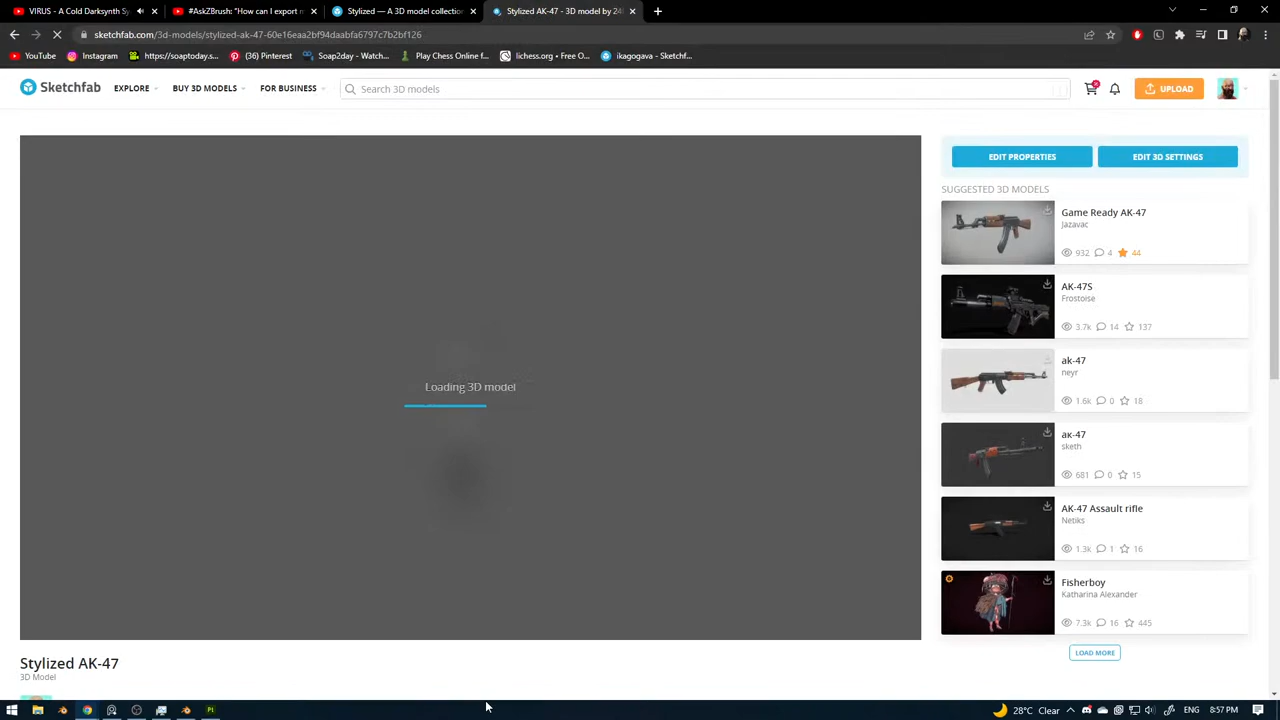 VIRUS - A Cold Darksynth Sy
#AskZBrush: "How can I export m
Stylized — A 3D model collection
Stylized AK-47 - 3D model by 24
sketchfab.com/3d-models/stylized-ak-47-60e16eaa2bf94daabfa6797c7b2bf126
YouTube
Instagram
https://soaptoday.s...
(36) Pinterest
Soap2day - Watch...
Play Chess Online f...
lichess.org • Free O...
ikagogava - Sketchf...
Sketchfab
EXPLORE
BUY 3D MODELS
FOR BUSINESS
Search 3D models
UPLOAD
EDIT PROPERTIES
EDIT 3D SETTINGS
SUGGESTED 3D MODELS
Game Ready AK-47
Jazavac
932 4 44
AK-47S
Frostoise
3.7k 14 137
ak-47
neyr
1.6k 0 18
ак-47
sketh
681 0 15
AK-47 Assault rifle
Netiks
1.3k 1 16
Fisherboy
Katharina Alexander
7.3k 16 445
LOAD MORE
Loading 3D model
Stylized AK-47
3D Model
28°C Clear
ENG
8:57 PM